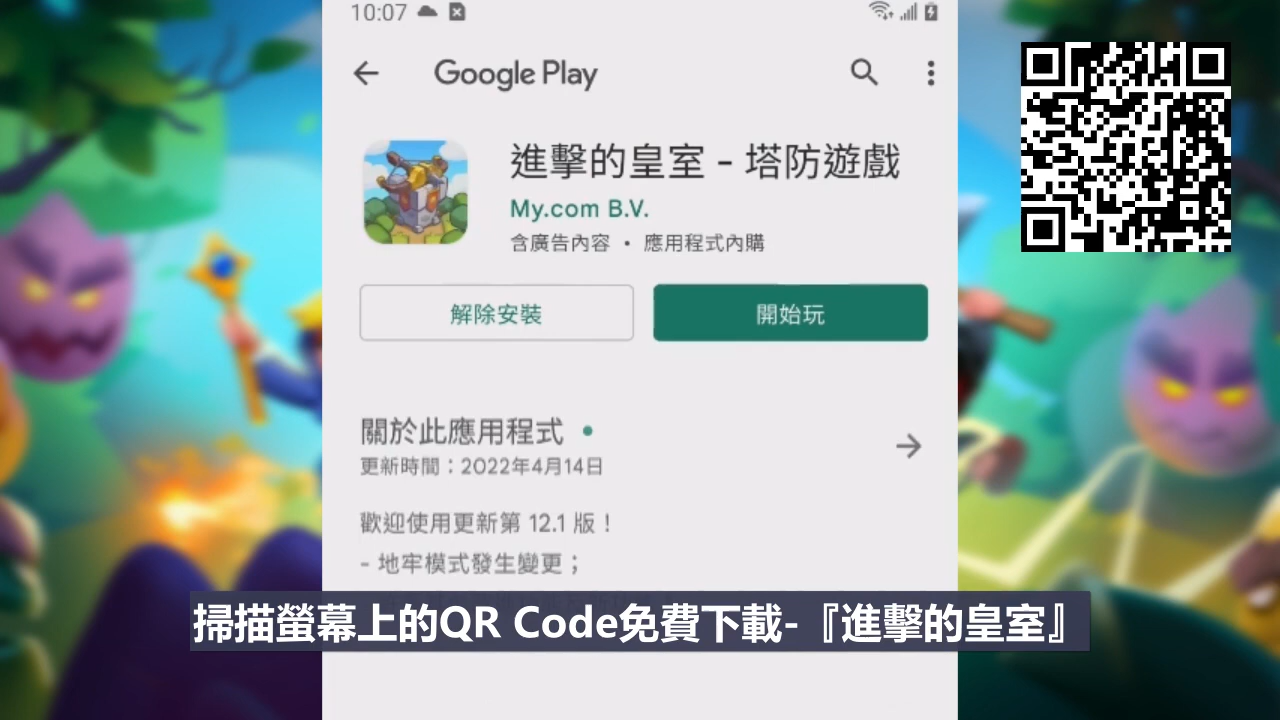 10:07
Google Play
進擊的皇室 - 塔防遊戲
My.com B.V.
含廣告內容 • 應用程式內購
解除安裝
開始玩
關於此應用程式
更新時間：2022年4月14日
歡迎使用更新第 12.1 版！
- 地牢模式發生變更；
掃描螢幕上的QR Code免費下載-『進擊的皇室』